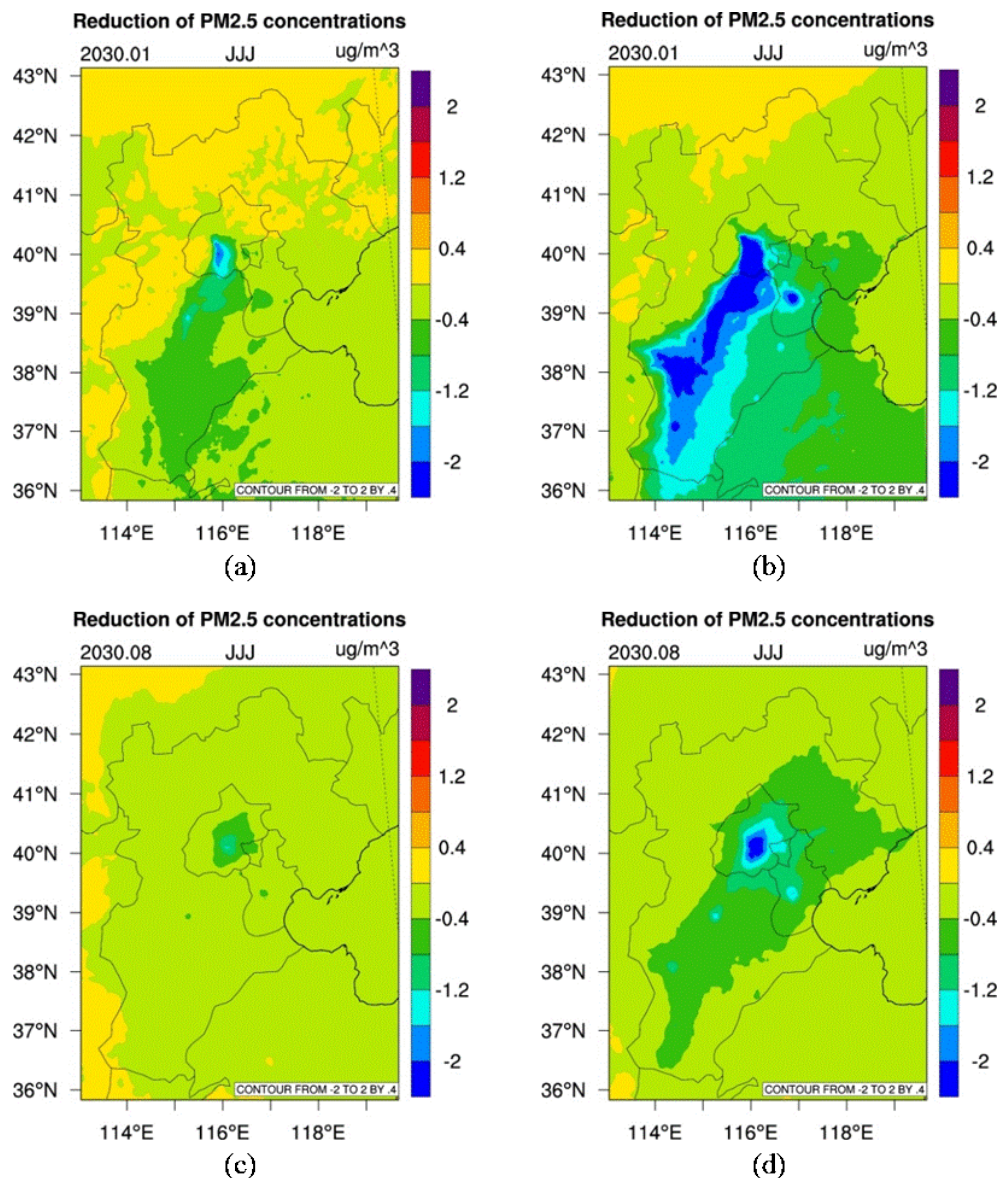 Reduction of PM2.5 concentrations
2030.01 JJJ ug/m^3
43°N
42°N
41°N
40°N
39°N
38°N
37°N
36°N
114°E 116°E 118°E
2
1.2
0.4
-0.4
-1.2
-2
CONTOUR FROM -2 TO 2 BY .4
(a)
Reduction of PM2.5 concentrations
2030.01 JJJ ug/m^3
43°N
42°N
41°N
40°N
39°N
38°N
37°N
36°N
114°E 116°E 118°E
2
1.2
0.4
-0.4
-1.2
-2
CONTOUR FROM -2 TO 2 BY .4
(b)
Reduction of PM2.5 concentrations
2030.08 JJJ ug/m^3
43°N
42°N
41°N
40°N
39°N
38°N
37°N
36°N
114°E 116°E 118°E
2
1.2
0.4
-0.4
-1.2
-2
CONTOUR FROM -2 TO 2 BY .4
(c)
Reduction of PM2.5 concentrations
2030.08 JJJ ug/m^3
43°N
42°N
41°N
40°N
39°N
38°N
37°N
36°N
114°E 116°E 118°E
2
1.2
0.4
-0.4
-1.2
-2
CONTOUR FROM -2 TO 2 BY .4
(d)